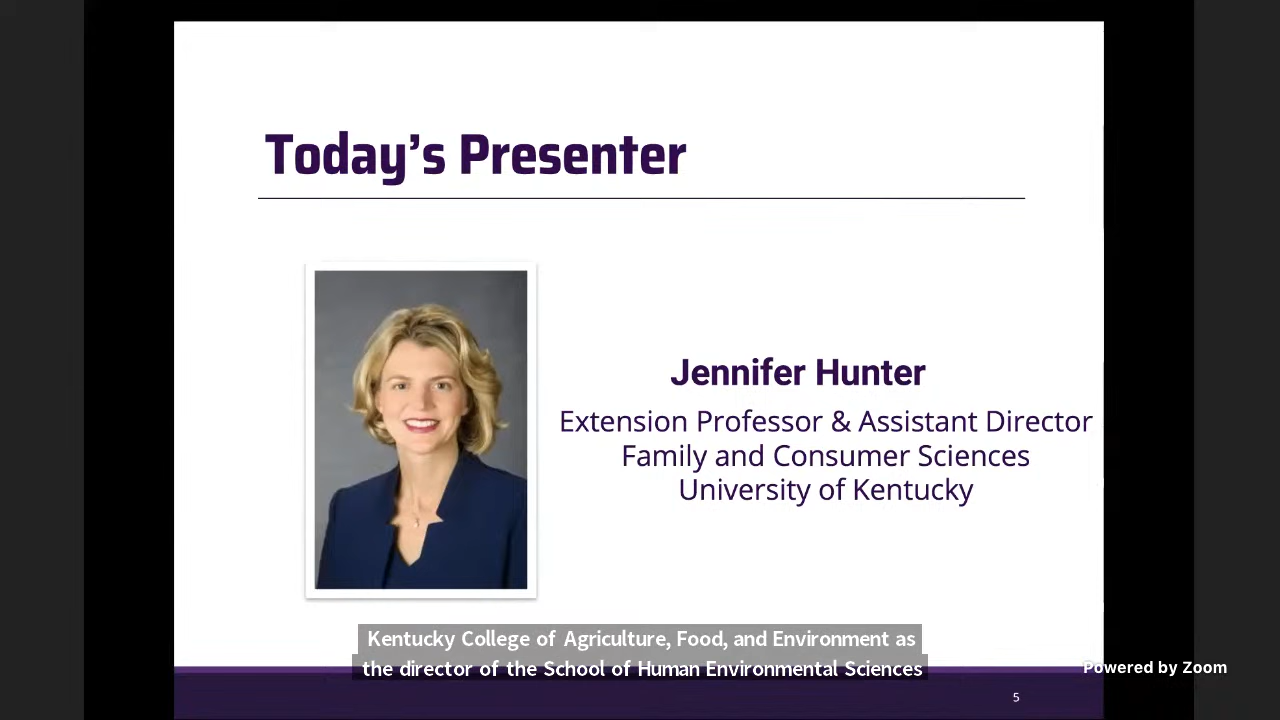 Today’s Presenter
Jennifer Hunter
Extension Professor & Assistant Director
Family and Consumer Sciences
University of Kentucky
Kentucky College of Agriculture, Food, and Environment as
the director of the School of Human Environmental Sciences
Powered by Zoom
5